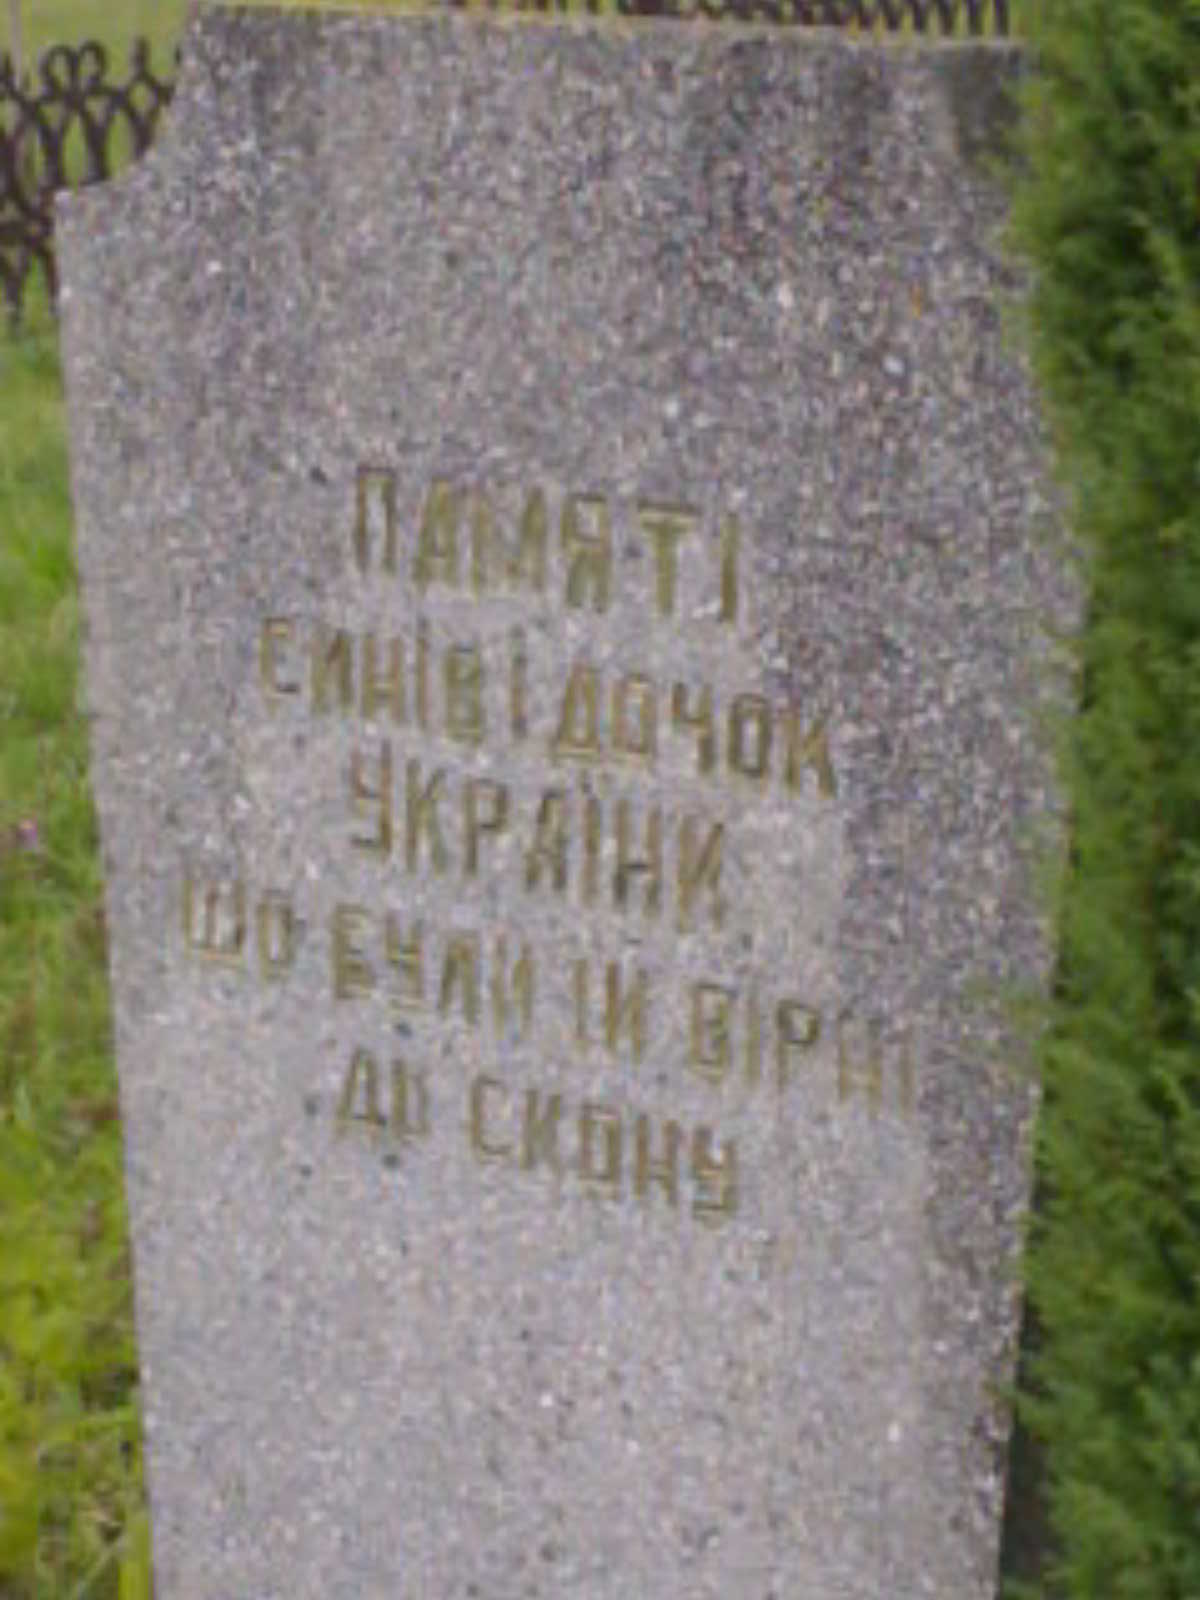 ПАМЯТІ
СИНІВ І ДОЧОК
УКРАЇНИ
ЩО БУЛИ ЇЙ ВІРНІ
ДО СКОНУ